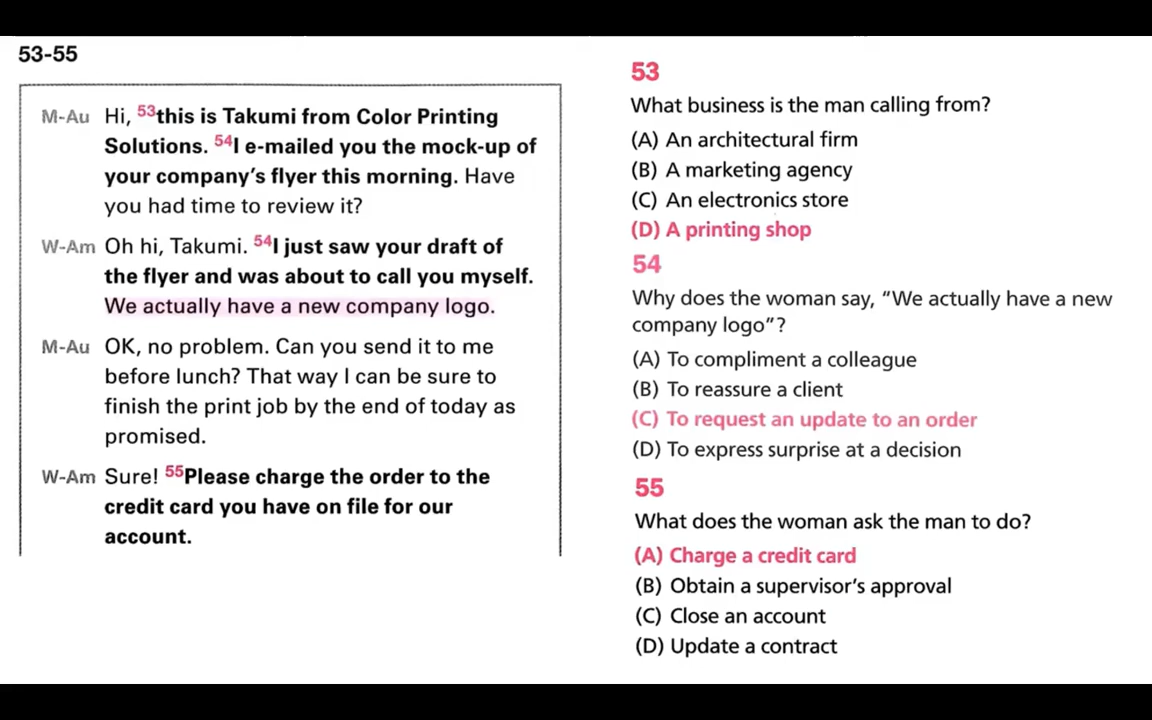 53-55
M-Au Hi, 53this is Takumi from Color Printing
Solutions. 54I e-mailed you the mock-up of
your company's flyer this morning. Have
you had time to review it?
W-Am Oh hi, Takumi. 54I just saw your draft of
the flyer and was about to call you myself.
We actually have a new company logo.
M-Au OK, no problem. Can you send it to me
before lunch? That way I can be sure to
finish the print job by the end of today as
promised.
W-Am Sure! 55Please charge the order to the
credit card you have on file for our
account.
53
What business is the man calling from?
(A) An architectural firm
(B) A marketing agency
(C) An electronics store
(D) A printing shop
54
Why does the woman say, “We actually have a new
company logo”?
(A) To compliment a colleague
(B) To reassure a client
(C) To request an update to an order
(D) To express surprise at a decision
55
What does the woman ask the man to do?
(A) Charge a credit card
(B) Obtain a supervisor's approval
(C) Close an account
(D) Update a contract